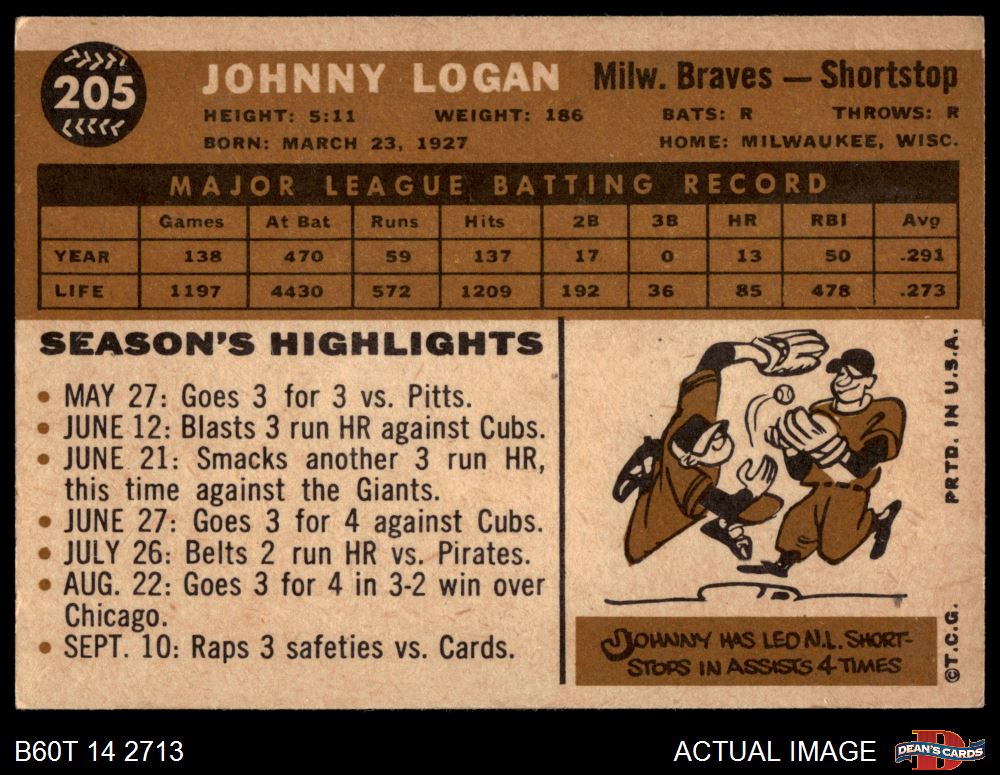 205
JOHNNY LOGAN Milw. Braves — Shortstop
HEIGHT: 5:11 WEIGHT: 186 BATS: R THROWS: R
BORN: MARCH 23, 1927 HOME: MILWAUKEE, WISC.
MAJOR LEAGUE BATTING RECORD
Games At Bat Runs Hits 2B 3B HR RBI Avg
YEAR 138 470 59 137 17 0 13 50 .291
LIFE 1197 4430 572 1209 192 36 85 478 .273
SEASON'S HIGHLIGHTS
• MAY 27: Goes 3 for 3 vs. Pitts.
• JUNE 12: Blasts 3 run HR against Cubs.
• JUNE 21: Smacks another 3 run HR,
this time against the Giants.
• JUNE 27: Goes 3 for 4 against Cubs.
• JULY 26: Belts 2 run HR vs. Pirates.
• AUG. 22: Goes 3 for 4 in 3-2 win over
Chicago.
• SEPT. 10: Raps 3 safeties vs. Cards.
JOHNNY HAS LED N.L. SHORT-
STOPS IN ASSISTS 4 TIMES
©T.C.G. PRTD. IN U.S.A.
B60T 14 2713 ACTUAL IMAGE DEAN'S CARDS